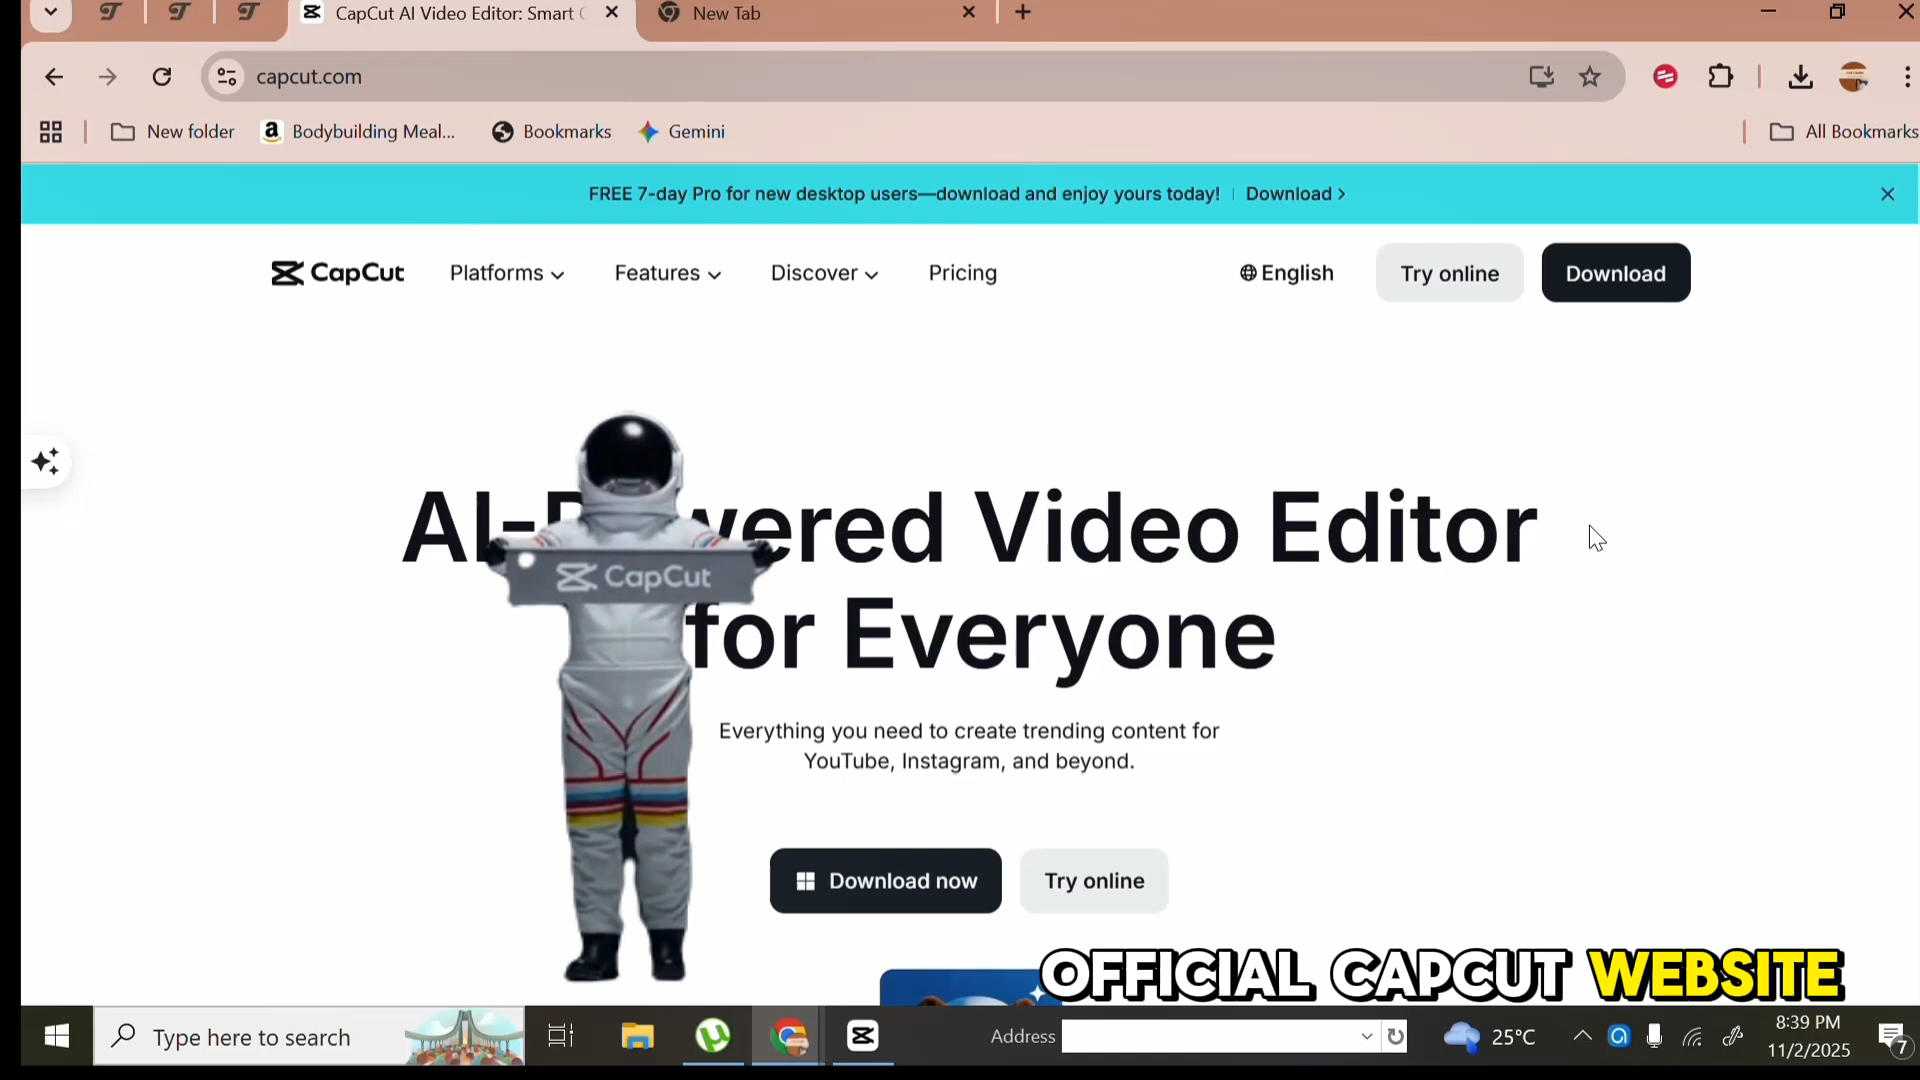 CapCut AI Video Editor: Smart C
New Tab
capcut.com
New folder
Bodybuilding Meal...
Bookmarks
Gemini
All Bookmarks
FREE 7-day Pro for new desktop users—download and enjoy yours today!
Download >
CapCut
Platforms
Features
Discover
Pricing
English
Try online
Download
AI-Powered Video Editor
for Everyone
CapCut
Everything you need to create trending content for
YouTube, Instagram, and beyond.
Download now
Try online
OFFICIAL CAPCUT WEBSITE
Type here to search
Address
25°C
8:39 PM
11/2/2025
7